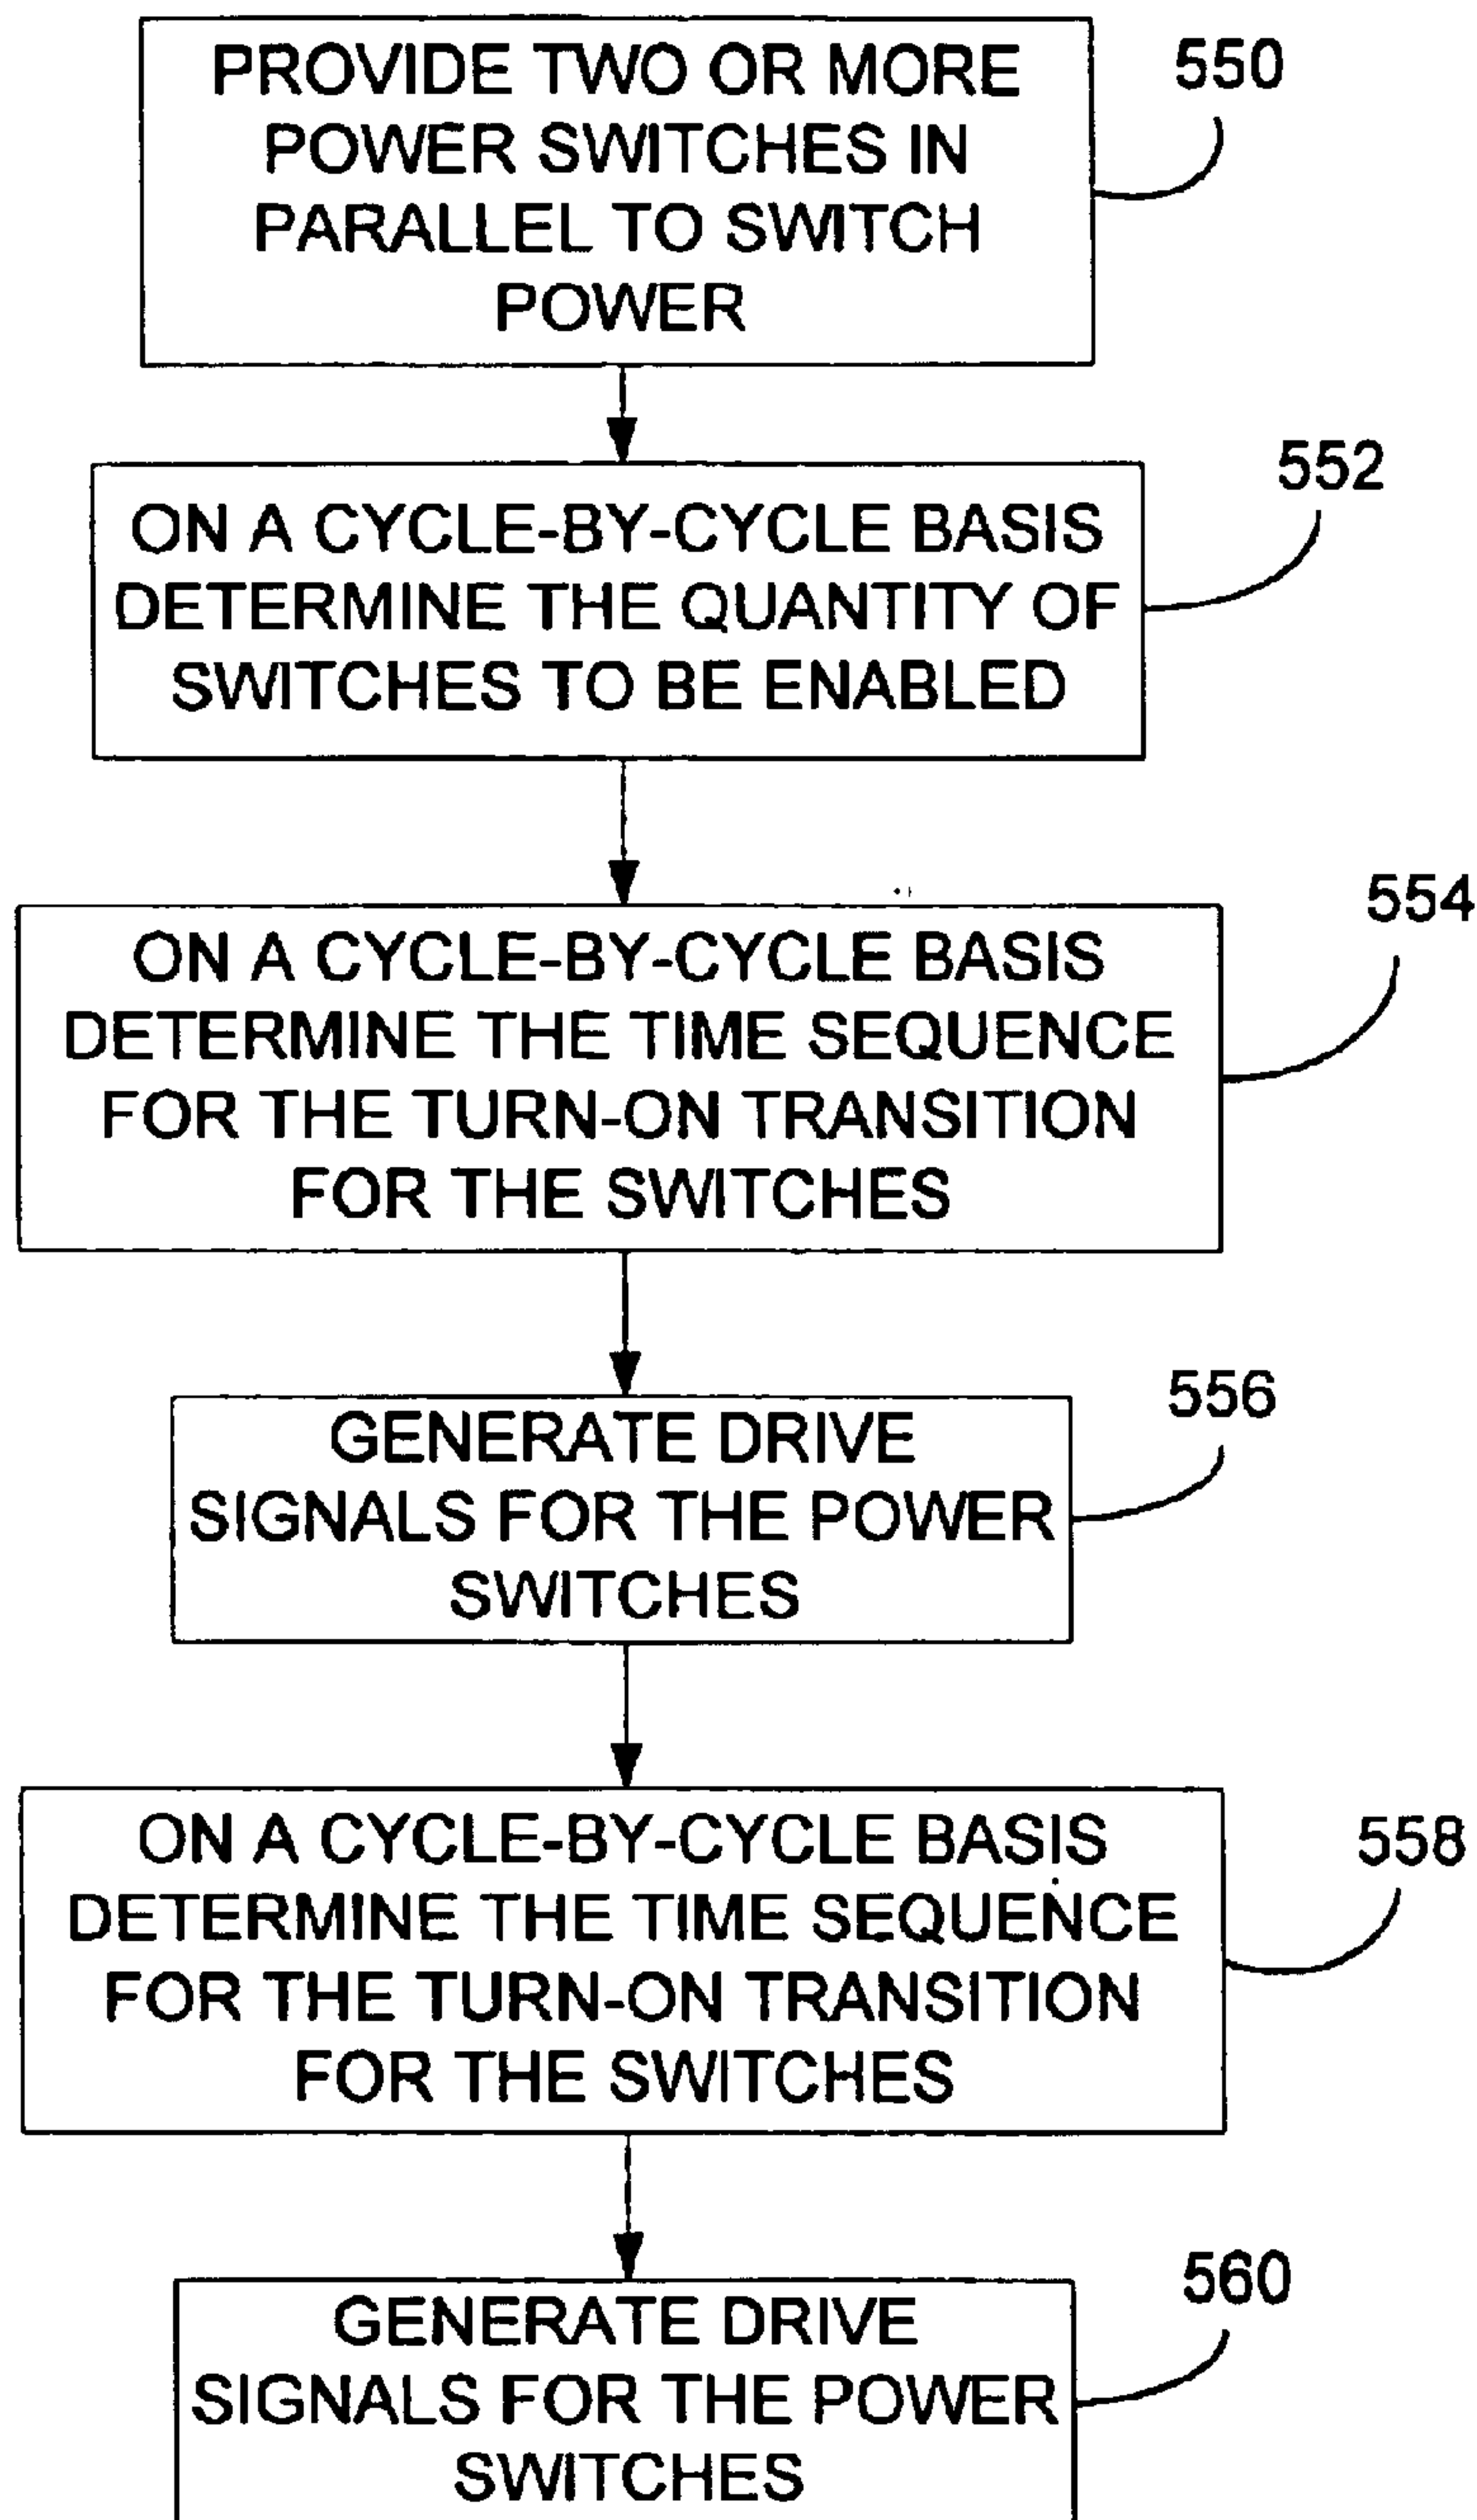 PROVIDE TWO OR MORE
POWER SWITCHES IN
PARALLEL TO SWITCH
POWER
550
ON A CYCLE-BY-CYCLE BASIS
DETERMINE THE QUANTITY OF
SWITCHES TO BE ENABLED
552
ON A CYCLE-BY-CYCLE BASIS
DETERMINE THE TIME SEQUENCE
FOR THE TURN-ON TRANSITION
FOR THE SWITCHES
554
GENERATE DRIVE
SIGNALS FOR THE POWER
SWITCHES
556
ON A CYCLE-BY-CYCLE BASIS
DETERMINE THE TIME SEQUENCE
FOR THE TURN-ON TRANSITION
FOR THE SWITCHES
558
GENERATE DRIVE
SIGNALS FOR THE POWER
SWITCHES
560